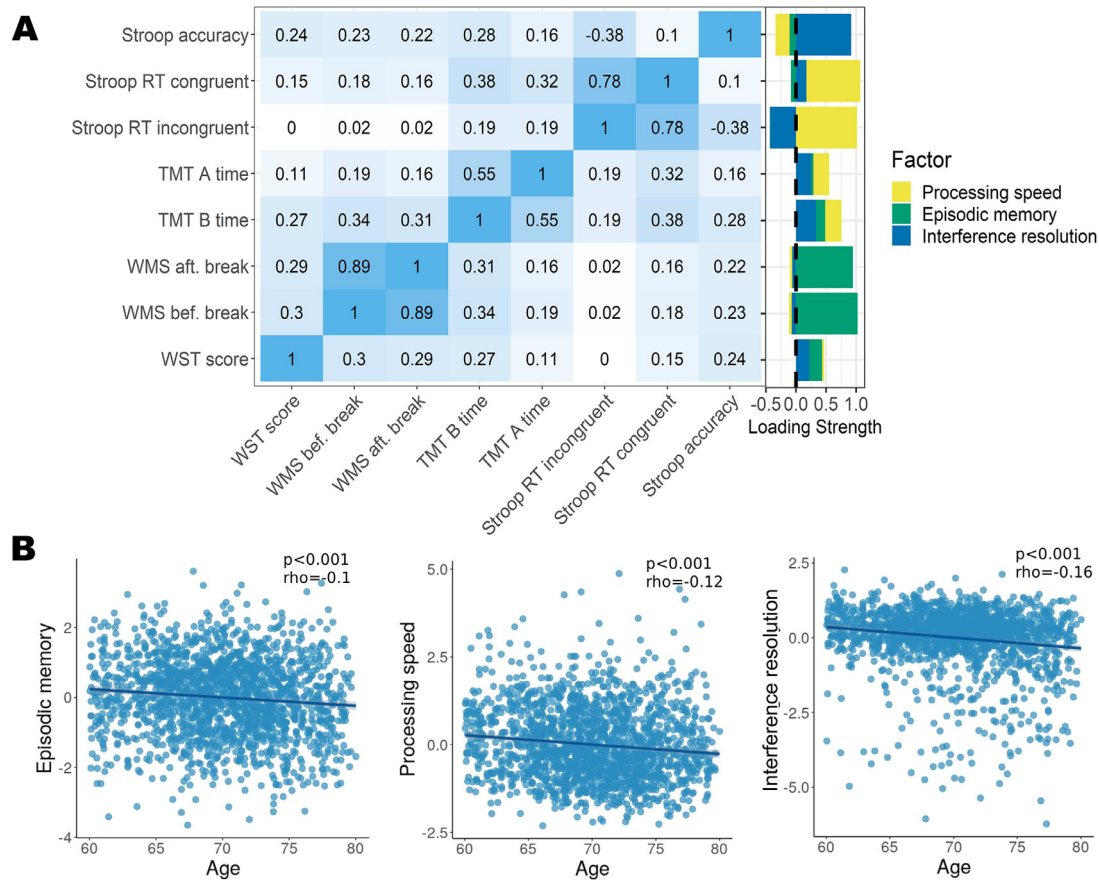 A
Stroop accuracy 0.24 0.23 0.22 0.28 0.16 -0.38 0.1 1
Stroop RT congruent 0.15 0.18 0.16 0.38 0.32 0.78 1 0.1
Stroop RT incongruent 0 0.02 0.02 0.19 0.19 1 0.78 -0.38
TMT A time 0.11 0.19 0.16 0.55 1 0.19 0.32 0.16
TMT B time 0.27 0.34 0.31 1 0.55 0.19 0.38 0.28
WMS aft. break 0.29 0.89 1 0.31 0.16 0.02 0.16 0.22
WMS bef. break 0.3 1 0.89 0.34 0.19 0.02 0.18 0.23
WST score 1 0.3 0.29 0.27 0.11 0 0.15 0.24
WST score
WMS bef. break
WMS aft. break
TMT B time
TMT A time
Stroop RT incongruent
Stroop RT congruent
Stroop accuracy
-0.5 0.0 0.5 1.0
Loading Strength
Factor
Processing speed
Episodic memory
Interference resolution
B
p<0.001
rho=-0.1
Episodic memory
2
0
-2
-4
60 65 70 75 80
Age
p<0.001
rho=-0.12
Processing speed
5.0
2.5
0.0
-2.5
60 65 70 75 80
Age
p<0.001
rho=-0.16
Interference resolution
2.5
0.0
-2.5
-5.0
60 65 70 75 80
Age